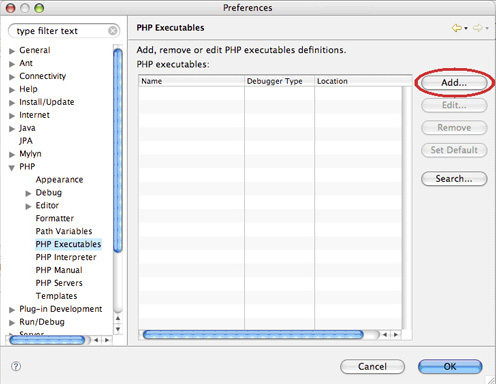 Preferences
type filter text
PHP Executables
General
Ant
Connectivity
Help
Install/Update
Internet
Java
JPA
Mylyn
PHP
Appearance
Debug
Editor
Formatter
Path Variables
PHP Executables
PHP Interpreter
PHP Manual
PHP Servers
Templates
Plug-in Development
Run/Debug
Server
Add, remove or edit PHP executables definitions.
PHP executables:
Name Debugger Type Location
Add...
Edit...
Remove
Set Default
Search...
?
Cancel OK